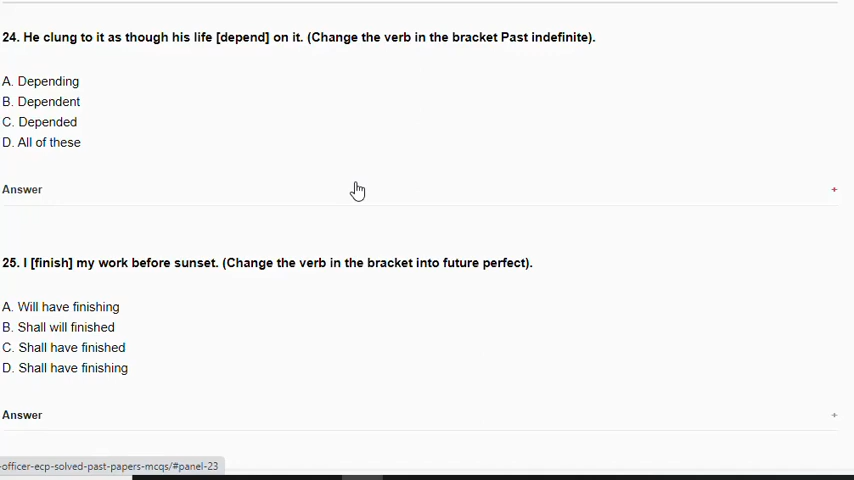 24. He clung to it as though his life [depend] on it. (Change the verb in the bracket Past indefinite).
A. Depending
B. Dependent
C. Depended
D. All of these
Answer +
25. I [finish] my work before sunset. (Change the verb in the bracket into future perfect).
A. Will have finishing
B. Shall will finished
C. Shall have finished
D. Shall have finishing
Answer +
-officer-ecp-solved-past-papers-mcqs/#panel-23